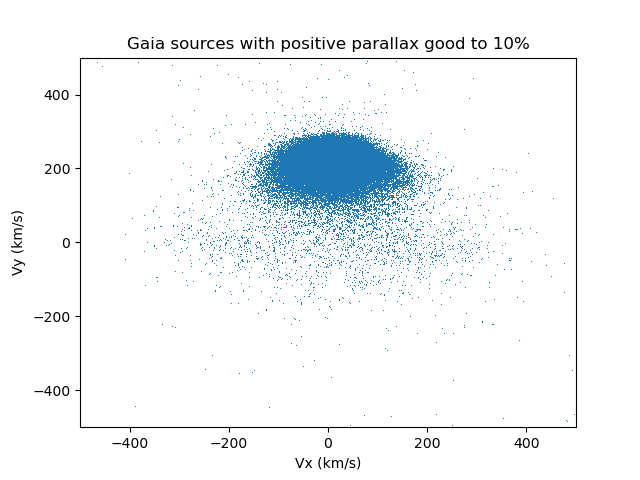 Gaia sources with positive parallax good to 10%
400
200
0
−200
−400
Vy (km/s)
−400 −200 0 200 400
Vx (km/s)